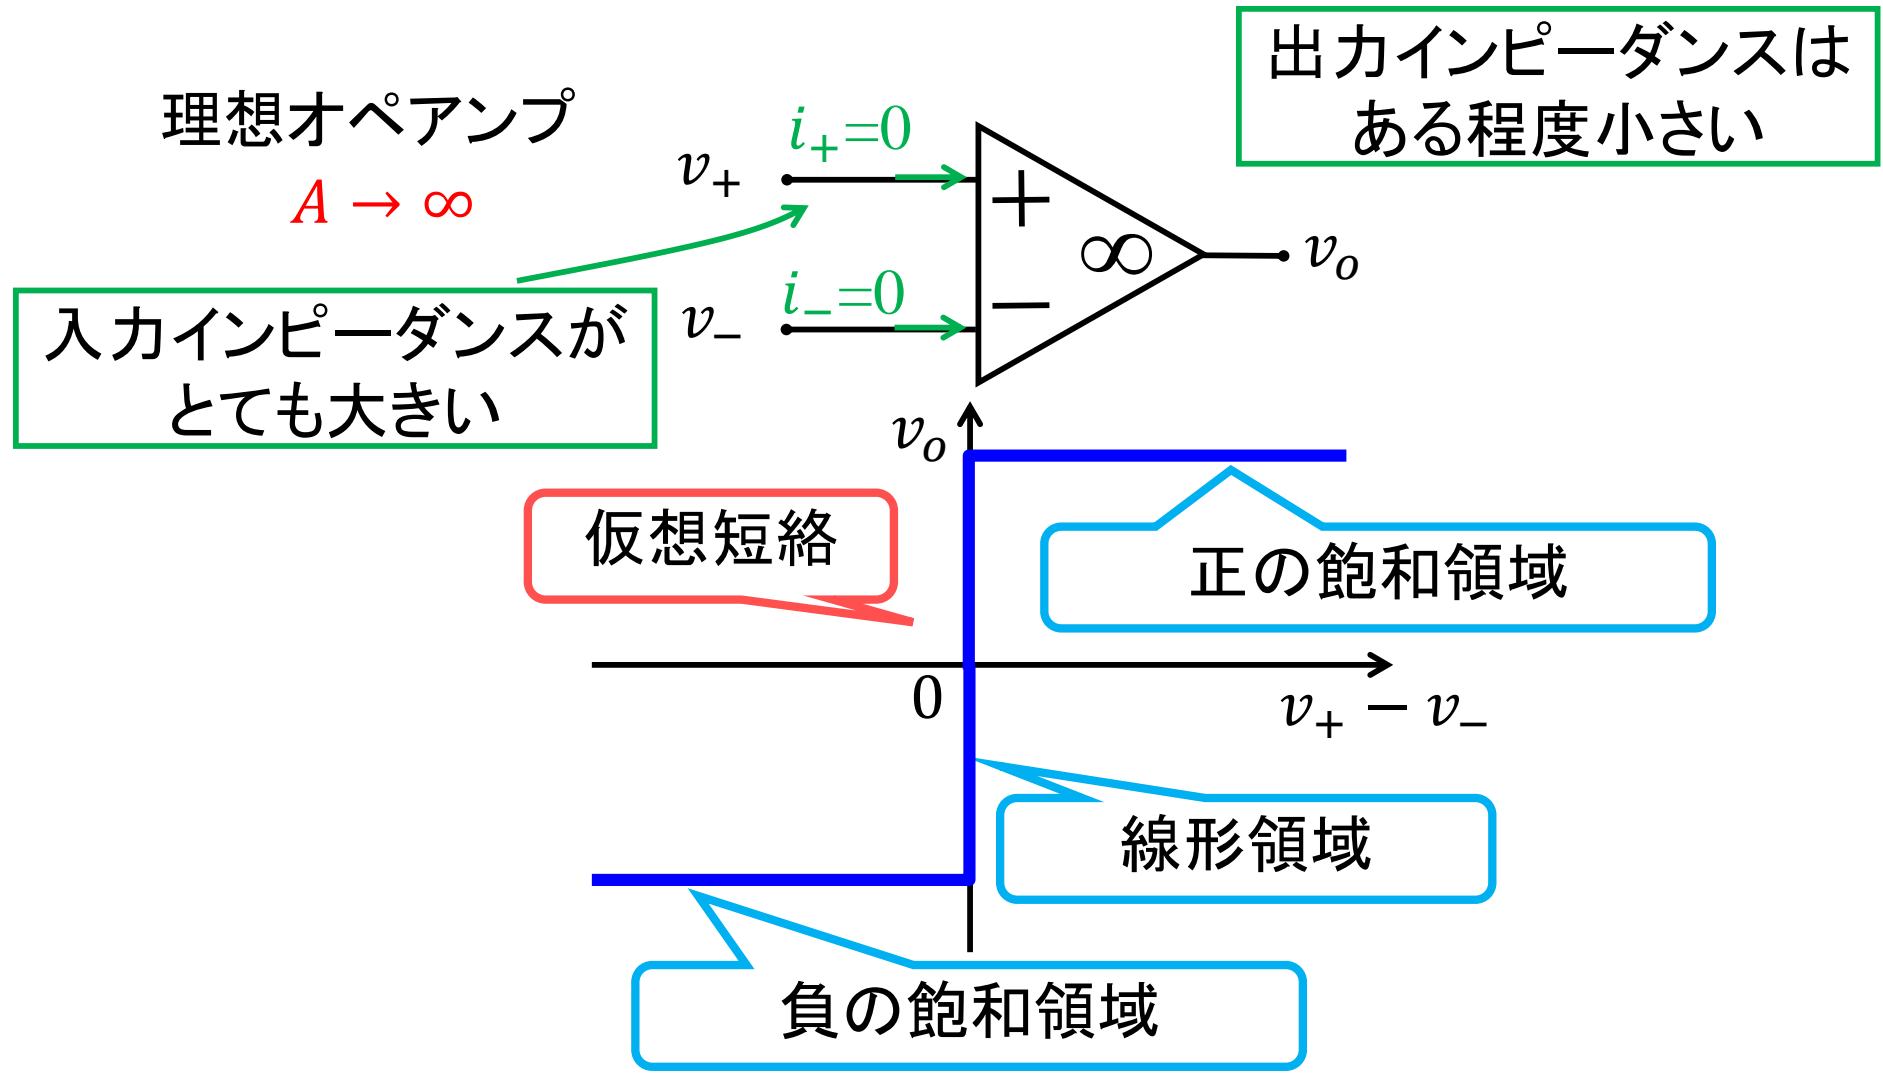 出力インピーダンスは
ある程度小さい
理想オペアンプ
A → ∞
i₊=0
v₊
+
∞
vₒ
i₋=0
v₋
−
入力インピーダンスが
とても大きい
vₒ
仮想短絡
正の飽和領域
0
v₊ − v₋
線形領域
負の飽和領域